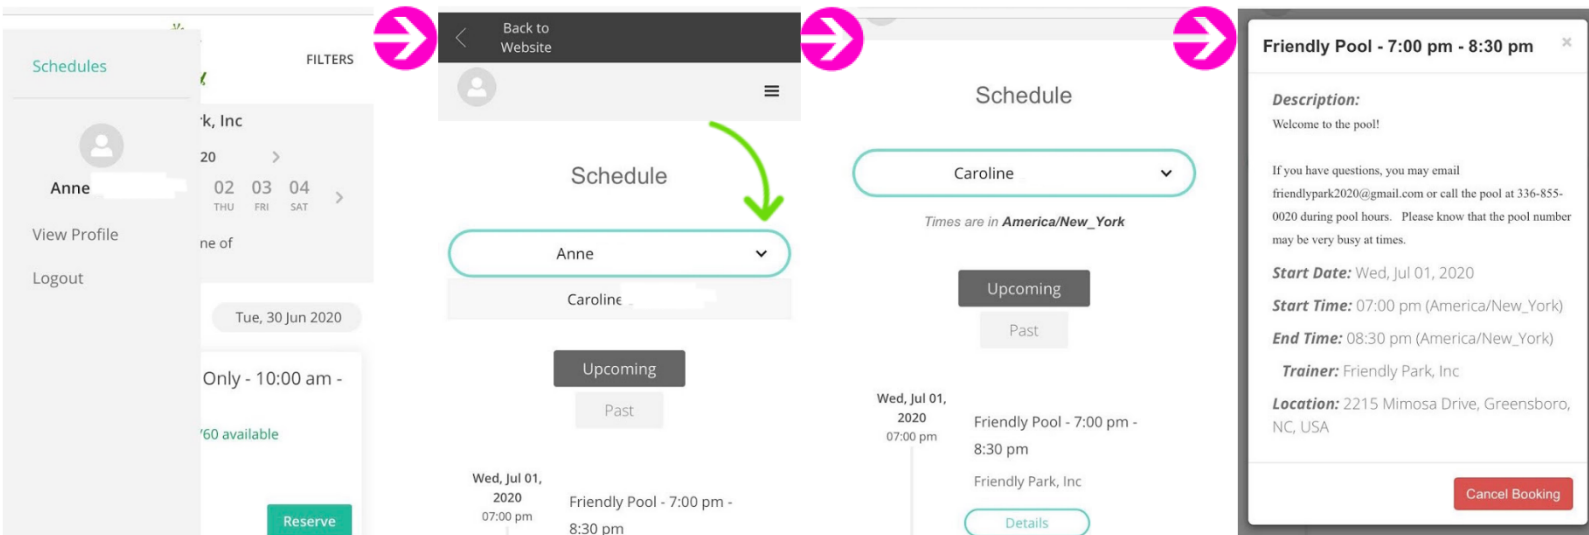 Schedules
Anne
View Profile
Logout
FILTERS
rk, Inc
20
02 03 04
THU FRI SAT
ne of
Tue, 30 Jun 2020
Only - 10:00 am -
/60 available
Reserve
Back to
Website
Schedule
Anne
Caroline
Upcoming
Past
Wed, Jul 01,
2020
07:00 pm
Friendly Pool - 7:00 pm -
8:30 pm
Schedule
Caroline
Times are in America/New_York
Upcoming
Past
Wed, Jul 01,
2020
07:00 pm
Friendly Pool - 7:00 pm -
8:30 pm
Friendly Park, Inc
Details
Friendly Pool - 7:00 pm - 8:30 pm ×
Description:
Welcome to the pool!
If you have questions, you may email
friendlypark2020@gmail.com or call the pool at 336-855-
0020 during pool hours. Please know that the pool number
may be very busy at times.
Start Date: Wed, Jul 01, 2020
Start Time: 07:00 pm (America/New_York)
End Time: 08:30 pm (America/New_York)
Trainer: Friendly Park, Inc
Location: 2215 Mimosa Drive, Greensboro,
NC, USA
Cancel Booking